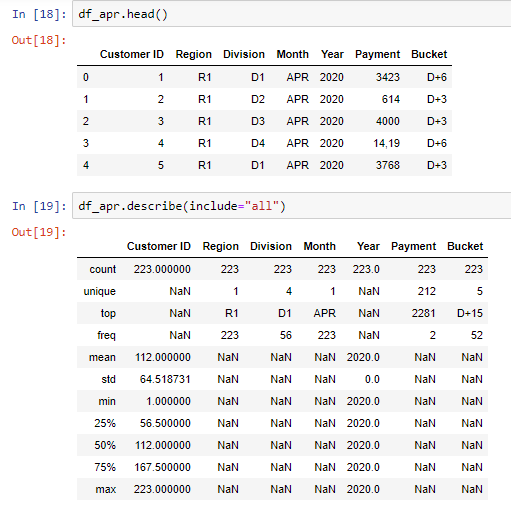 In [18]: df_apr.head()
Out[18]:
Customer ID Region Division Month Year Payment Bucket
0 1 R1 D1 APR 2020 3423 D+6
1 2 R1 D2 APR 2020 614 D+3
2 3 R1 D3 APR 2020 4000 D+3
3 4 R1 D4 APR 2020 14,19 D+6
4 5 R1 D1 APR 2020 3768 D+3
In [19]: df_apr.describe(include="all")
Out[19]:
Customer ID Region Division Month Year Payment Bucket
count 223.000000 223 223 223 223.0 223 223
unique NaN 1 4 1 NaN 212 5
top NaN R1 D1 APR NaN 2281 D+15
freq NaN 223 56 223 NaN 2 52
mean 112.000000 NaN NaN NaN 2020.0 NaN NaN
std 64.518731 NaN NaN NaN 0.0 NaN NaN
min 1.000000 NaN NaN NaN 2020.0 NaN NaN
25% 56.500000 NaN NaN NaN 2020.0 NaN NaN
50% 112.000000 NaN NaN NaN 2020.0 NaN NaN
75% 167.500000 NaN NaN NaN 2020.0 NaN NaN
max 223.000000 NaN NaN NaN 2020.0 NaN NaN